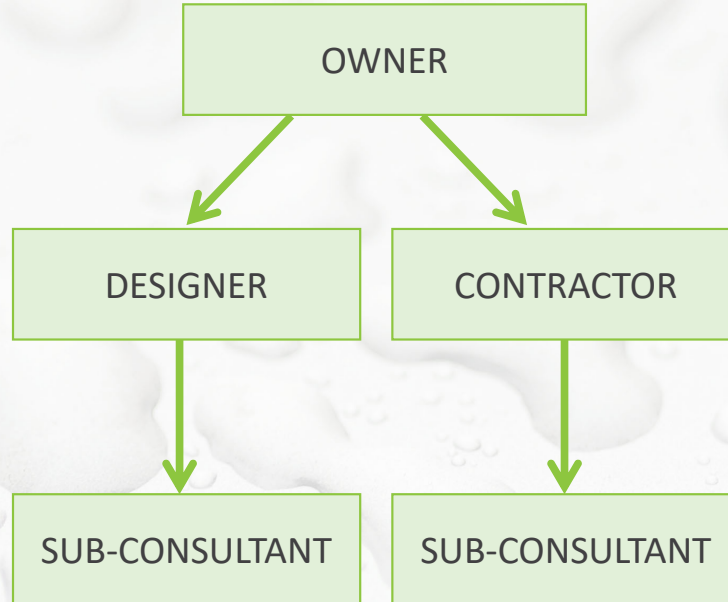 OWNER
DESIGNER
CONTRACTOR
SUB-CONSULTANT
SUB-CONSULTANT